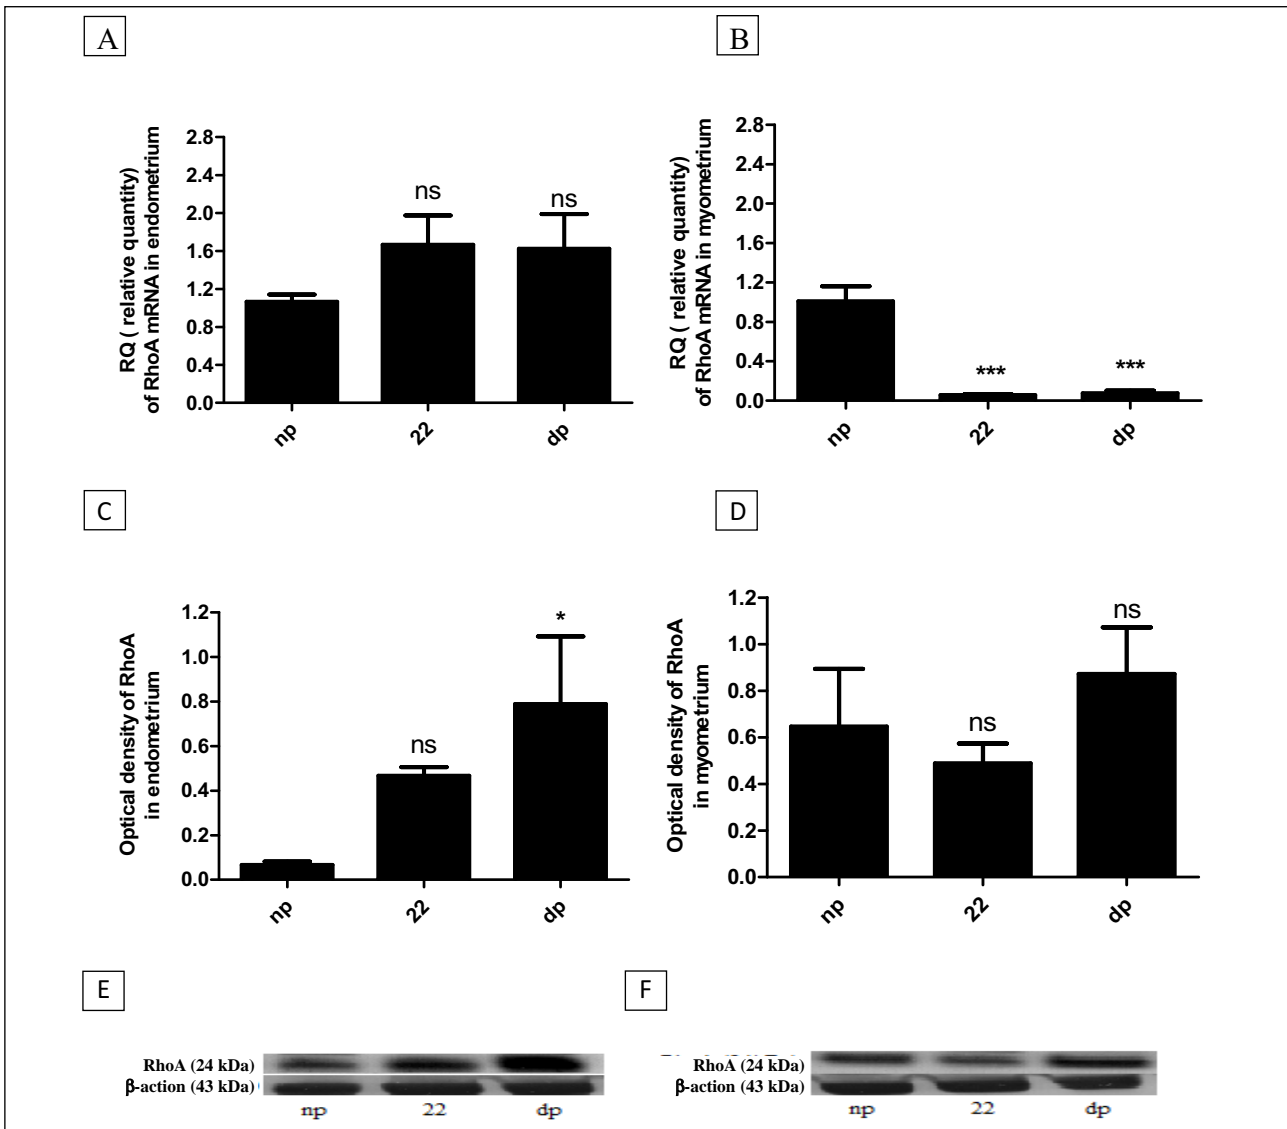 A
B
RQ ( relative quantity)
of RhoA mRNA in endometrium
2.8
2.4
2.0
1.6
1.2
0.8
0.4
0.0
ns
ns
np
22
dp
RQ ( relative quantity)
of RhoA mRNA in myometrium
2.8
2.4
2.0
1.6
1.2
0.8
0.4
0.0
***
***
np
22
dp
C
D
Optical density of RhoA
in endometrium
1.2
1.0
0.8
0.6
0.4
0.2
0.0
ns
*
np
22
dp
Optical density of RhoA
in myometrium
1.2
1.0
0.8
0.6
0.4
0.2
0.0
ns
ns
np
22
dp
E
F
RhoA (24 kDa)
β-action (43 kDa)
np 22 dp
RhoA (24 kDa)
β-action (43 kDa)
np 22 dp